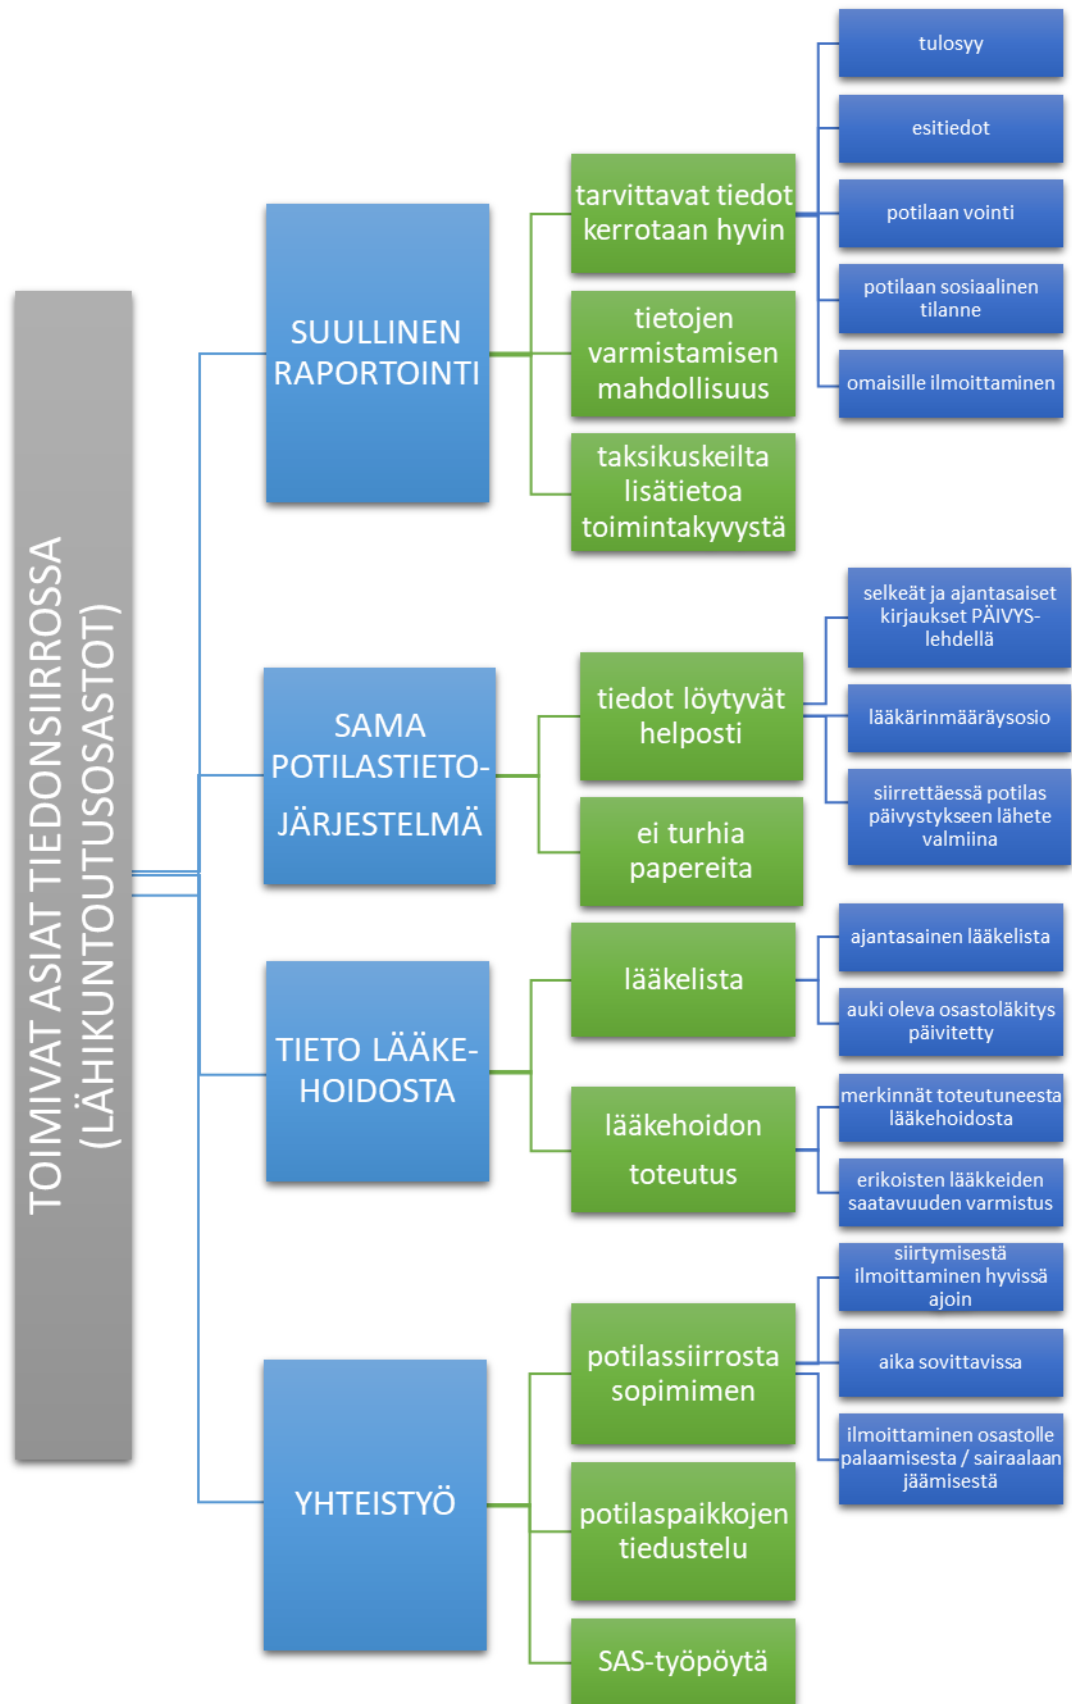 TOIMIVAT ASIAT TIEDONSIIRROSSA
(LÄHIKUNTOUTUSOSASTOT)
SUULLINEN
RAPORTOINTI
tarvittavat tiedot
kerrotaan hyvin
tulosyy
esitiedot
potilaan vointi
potilaan sosiaalinen
tilanne
omaisille ilmoittaminen
tietojen
varmistamisen
mahdollisuus
taksikuskeilta
lisätietoa
toimintakyvystä
SAMA
POTILASTIETO-
JÄRJESTELMÄ
tiedot löytyvät
helposti
selkeät ja ajantasaiset
kirjaukset PÄIVYS-
lehdellä
lääkärinmääräysosio
siirrettäessä potilas
päivystykseen lähete
valmiina
ei turhia
papereita
TIETO LÄÄKE-
HOIDOSTA
lääkelista
ajantasainen lääkelista
auki oleva osastoläkitys
päivitetty
lääkehoidon
toteutus
merkinnät toteutuneesta
lääkehoidosta
erikoisten lääkkeiden
saatavuuden varmistus
YHTEISTYÖ
potilassiirrosta
sopimimen
siirtymisestä
ilmoittaminen hyvissä
ajoin
aika sovittavissa
ilmoittaminen osastolle
palaamisesta / sairaalaan
jäämisestä
potilaspaikkojen
tiedustelu
SAS-työpöytä